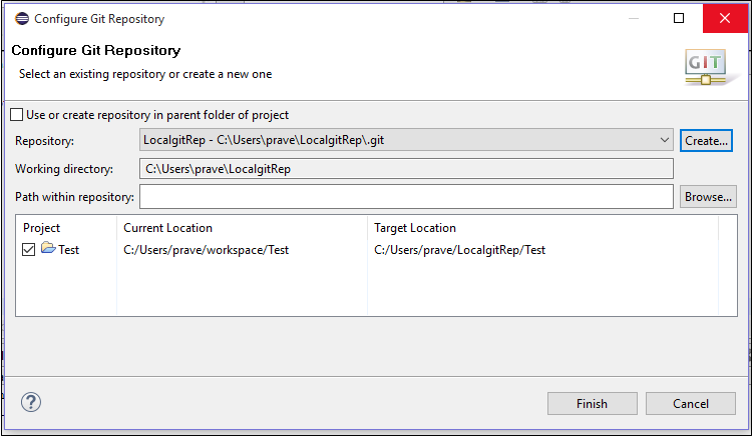 Configure Git Repository
Configure Git Repository
Select an existing repository or create a new one
GIT
Use or create repository in parent folder of project
Repository: LocalgitRep - C:\Users\prave\LocalgitRep\.git Create...
Working directory: C:\Users\prave\LocalgitRep
Path within repository: Browse...
Project Current Location Target Location
Test C:/Users/prave/workspace/Test C:/Users/prave/LocalgitRep/Test
? Finish Cancel